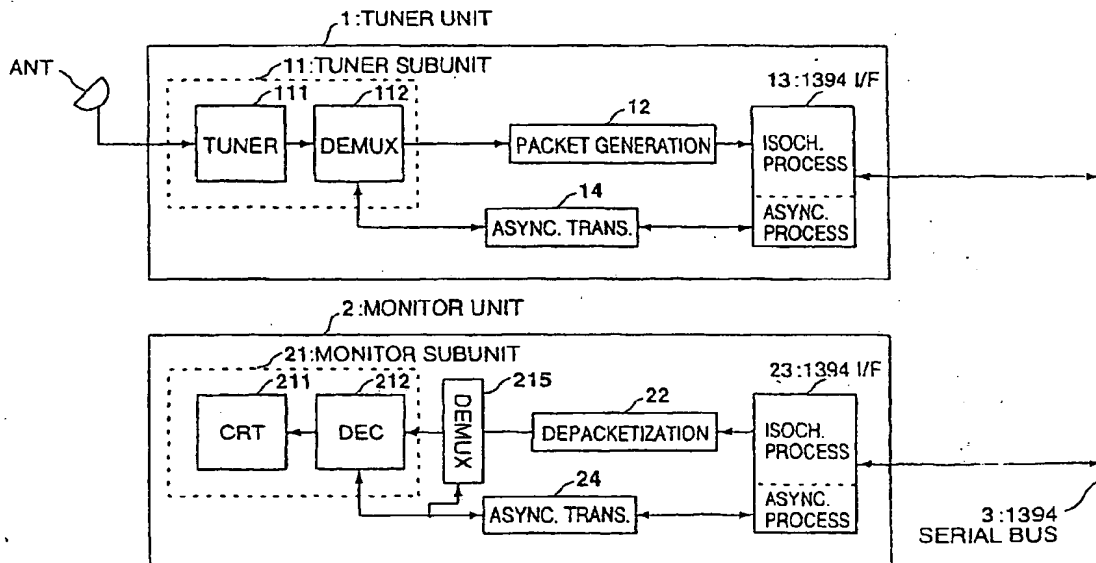 1:TUNER UNIT
ANT
11:TUNER SUBUNIT
111
112
TUNER
DEMUX
12
PACKET GENERATION
13:1394 I/F
ISOCH.
PROCESS
ASYNC.
PROCESS
14
ASYNC. TRANS.
2:MONITOR UNIT
21:MONITOR SUBUNIT
211
212
215
CRT
DEC
DEMUX
22
DEPACKETIZATION
23:1394 I/F
ISOCH.
PROCESS
ASYNC.
PROCESS
24
ASYNC. TRANS.
3:1394
SERIAL BUS